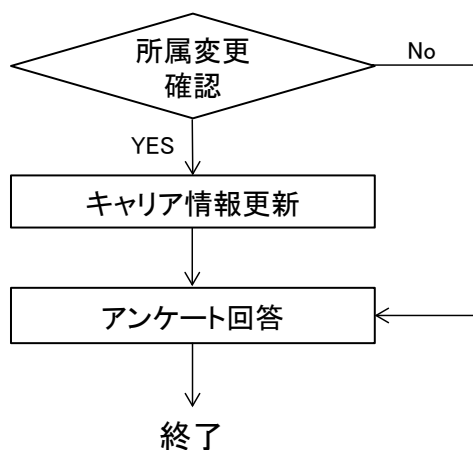 所属変更
確認
No
YES
キャリア情報更新
アンケート回答
終了